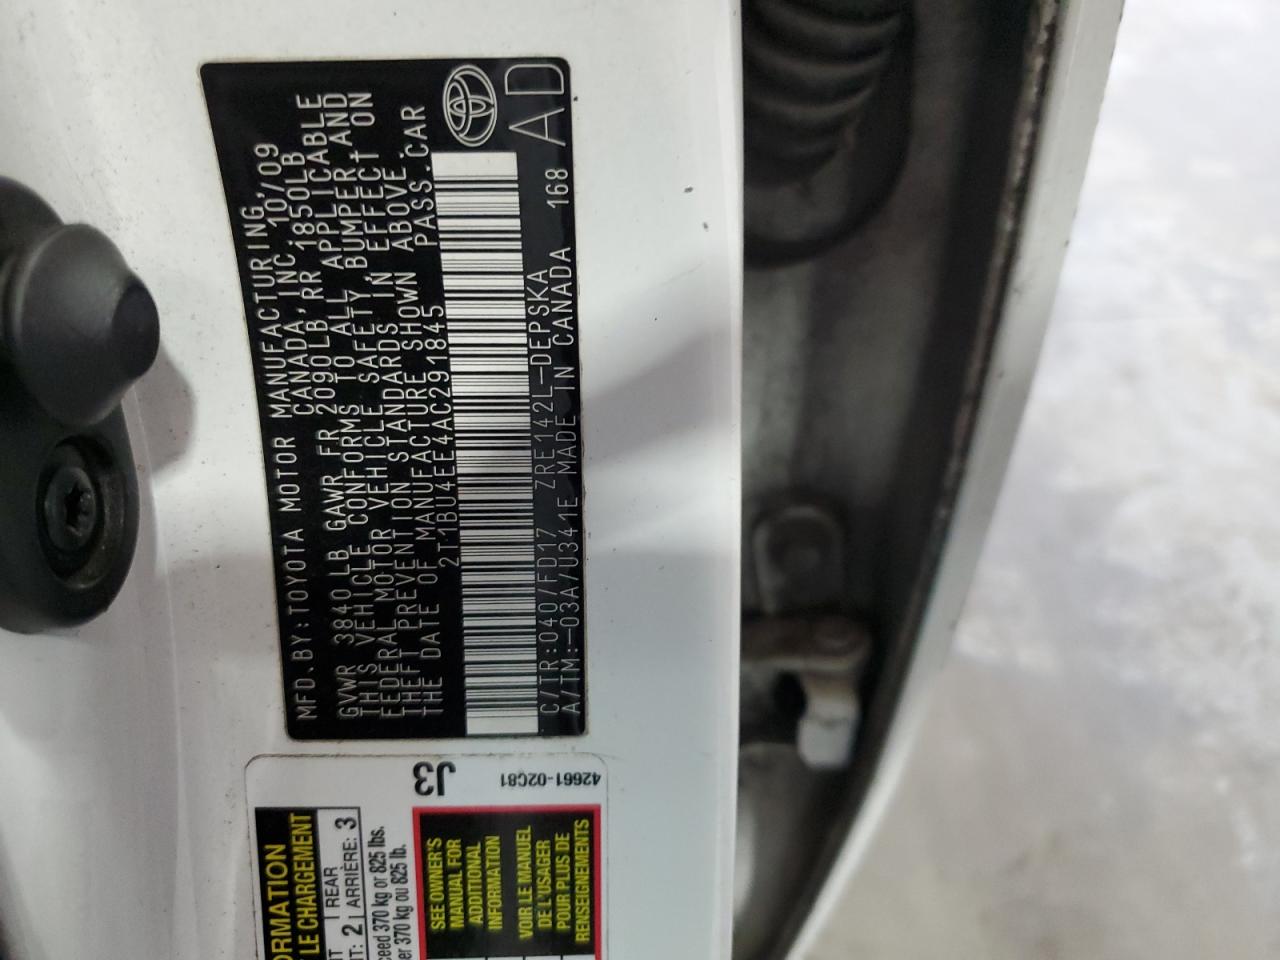 MFD.BY:TOYOTA MOTOR MANUFACTURING,
CANADA,INC. 10/09
GVWR 3840LB GAWR FR 2090LB RR 1850LB
THIS VEHICLE CONFORMS TO ALL APPLICABLE
FEDERAL MOTOR VEHICLE SAFETY,BUMPER,AND
THEFT PREVENTION STANDARDS IN EFFECT ON
THE DATE OF MANUFACTURE SHOWN ABOVE.
2T1BU4EE4AC291845 PASS.CAR
C/TR:040/FD17 ZRE142L-DEPSKA
A/TM:-03A/U341E MADE IN CANADA 168
AD
J3
42661-02C81
ORMATION
LE CHARGEMENT
REAR
2 ARRIÈRE: 3
ceed 370 kg or 825 lbs.
er 370 kg ou 825 lb.
SEE OWNER'S
MANUAL FOR
ADDITIONAL
INFORMATION
VOIR LE MANUEL
DE L'USAGER
POUR PLUS DE
RENSEIGNEMENTS